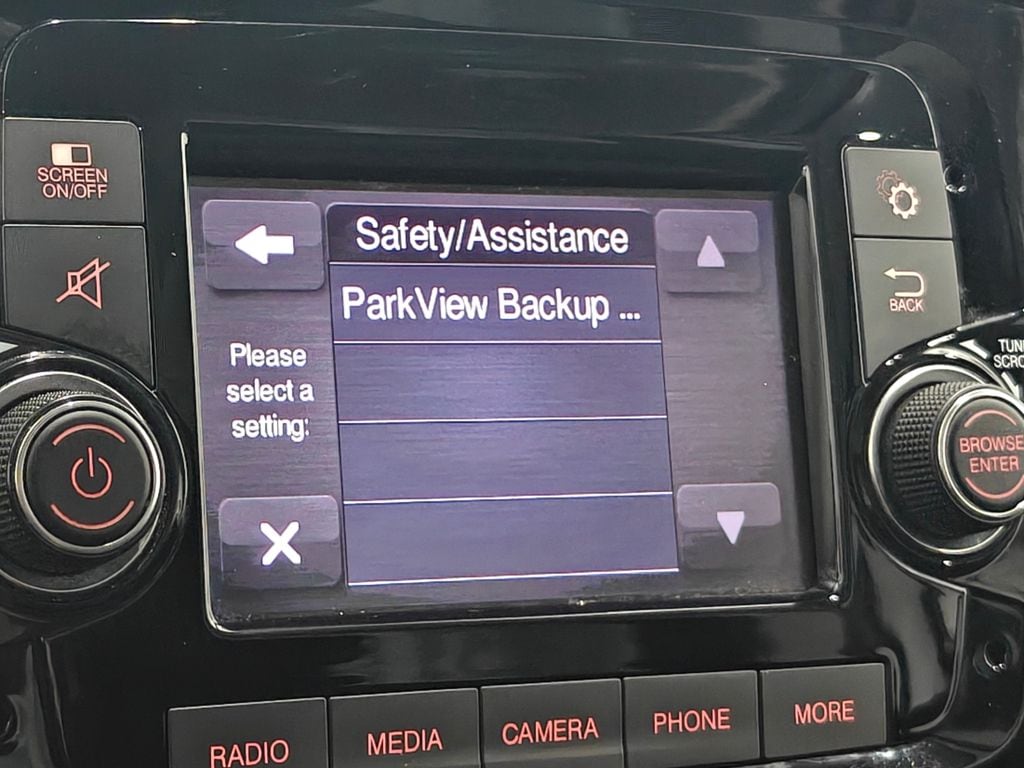 SCREEN
ON/OFF
Safety/Assistance
ParkView Backup ...
Please
select a
setting:
BACK
BROWSE
ENTER
RADIO
MEDIA
CAMERA
PHONE
MORE